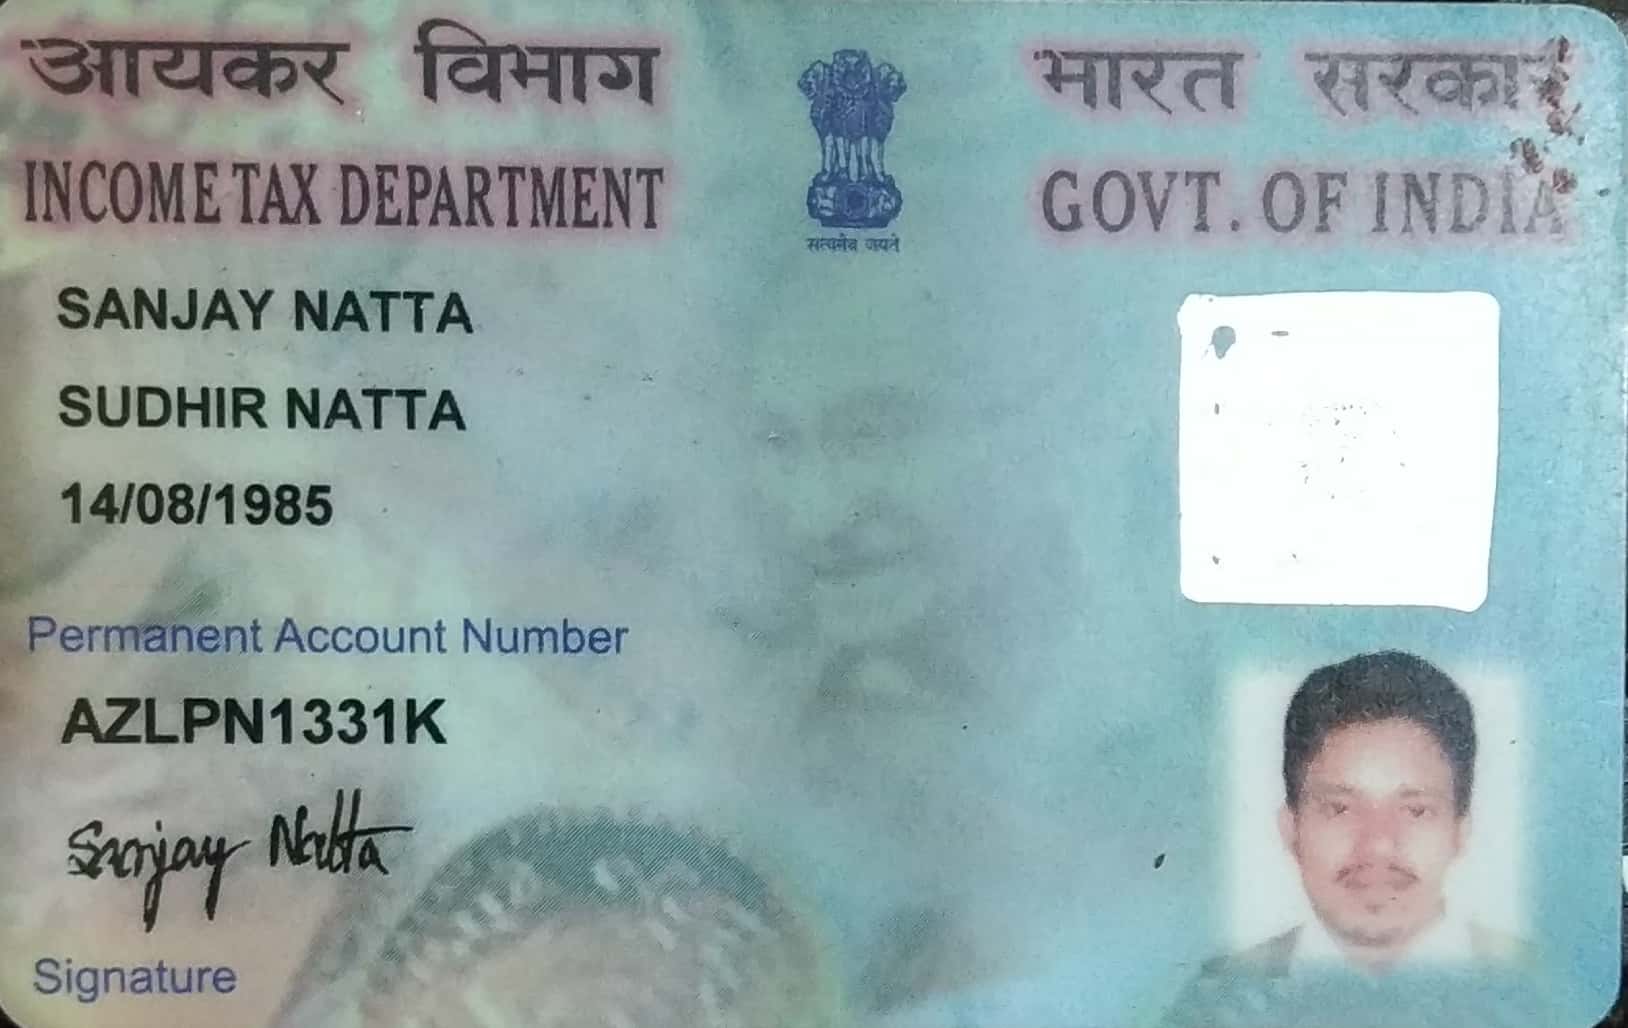 आयकर विभाग
INCOME TAX DEPARTMENT
सत्यमेव जयते
भारत सरकार
GOVT. OF INDIA
SANJAY NATTA
SUDHIR NATTA
14/08/1985
Permanent Account Number
AZLPN1331K
Sanjay Natta
Signature